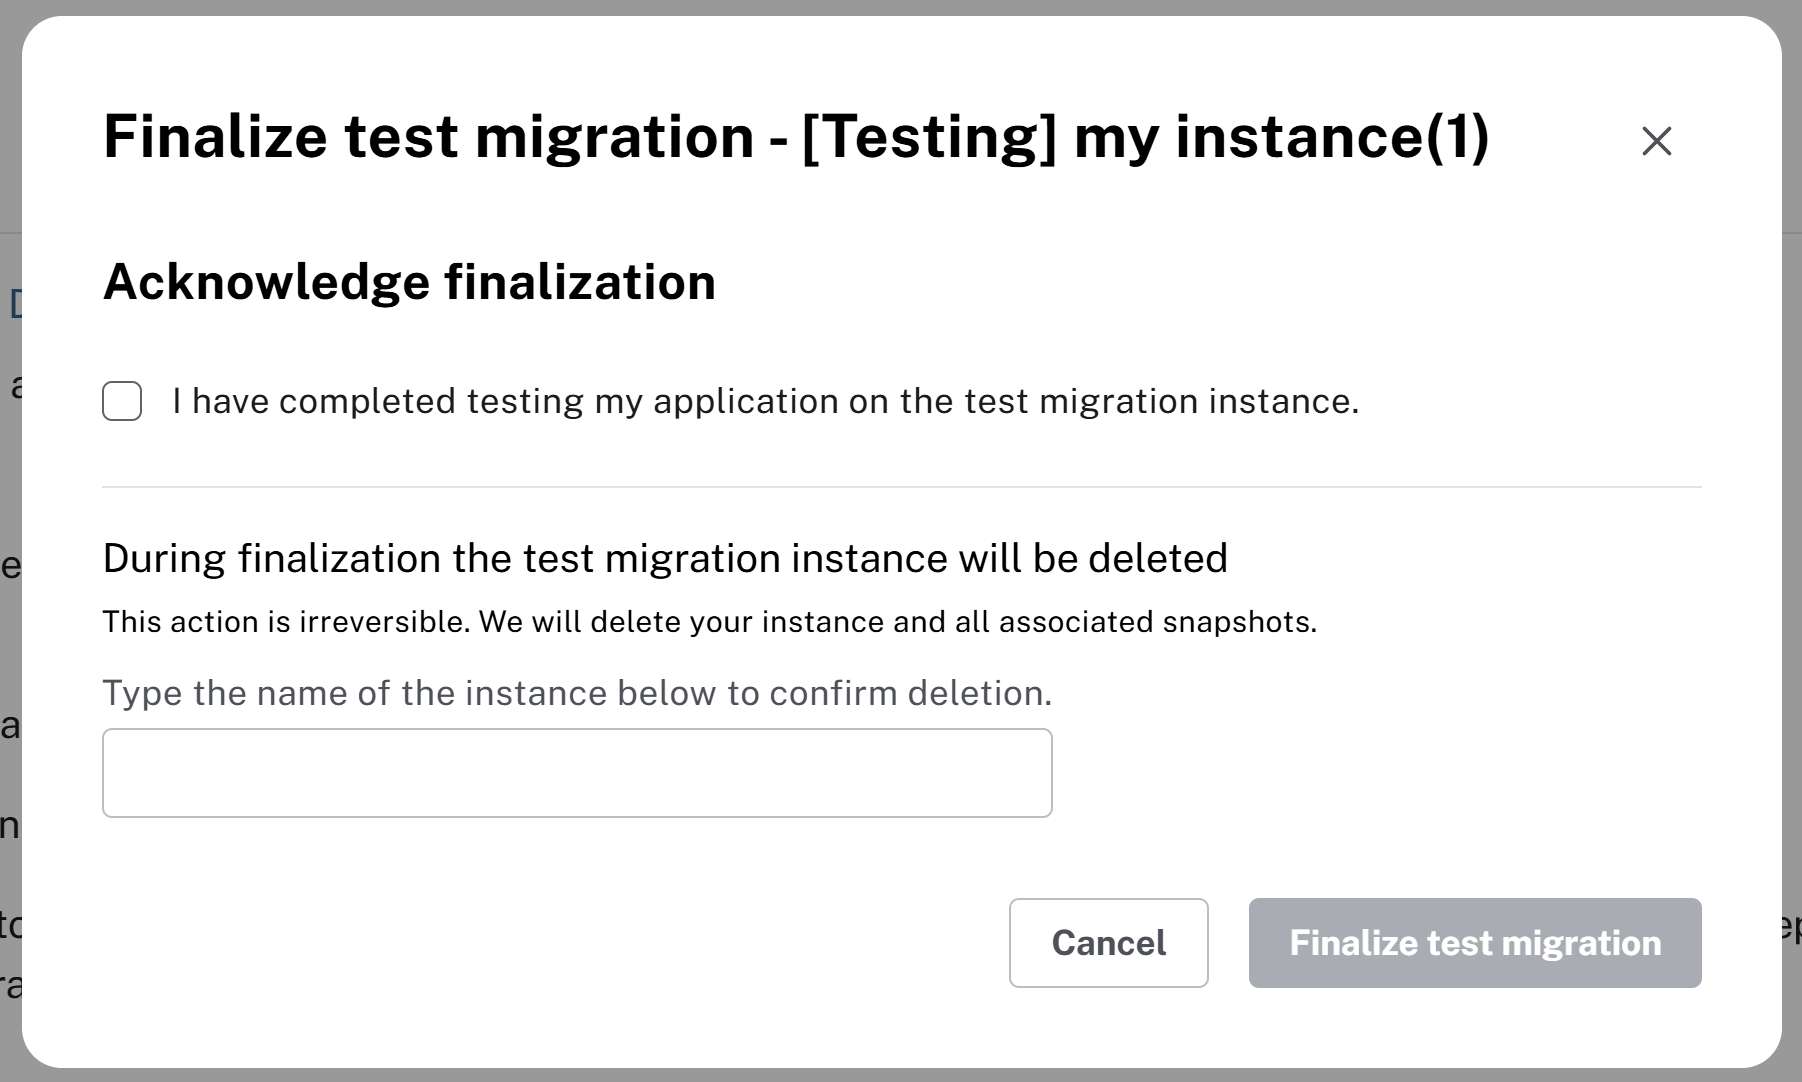 Finalize test migration - [Testing] my instance(1)
Acknowledge finalization
I have completed testing my application on the test migration instance.
During finalization the test migration instance will be deleted
This action is irreversible. We will delete your instance and all associated snapshots.
Type the name of the instance below to confirm deletion.
Cancel
Finalize test migration